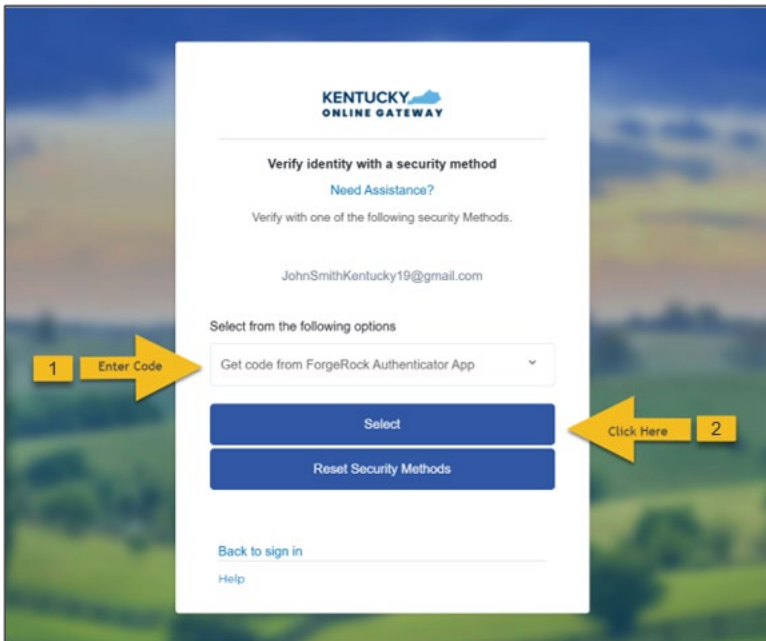 KENTUCKY
ONLINE GATEWAY
Verify identity with a security method
Need Assistance?
Verify with one of the following security Methods.
JohnSmithKentucky19@gmail.com
Select from the following options
1 Enter Code
Get code from ForgeRock Authenticator App
Select
Click Here 2
Reset Security Methods
Back to sign in
Help